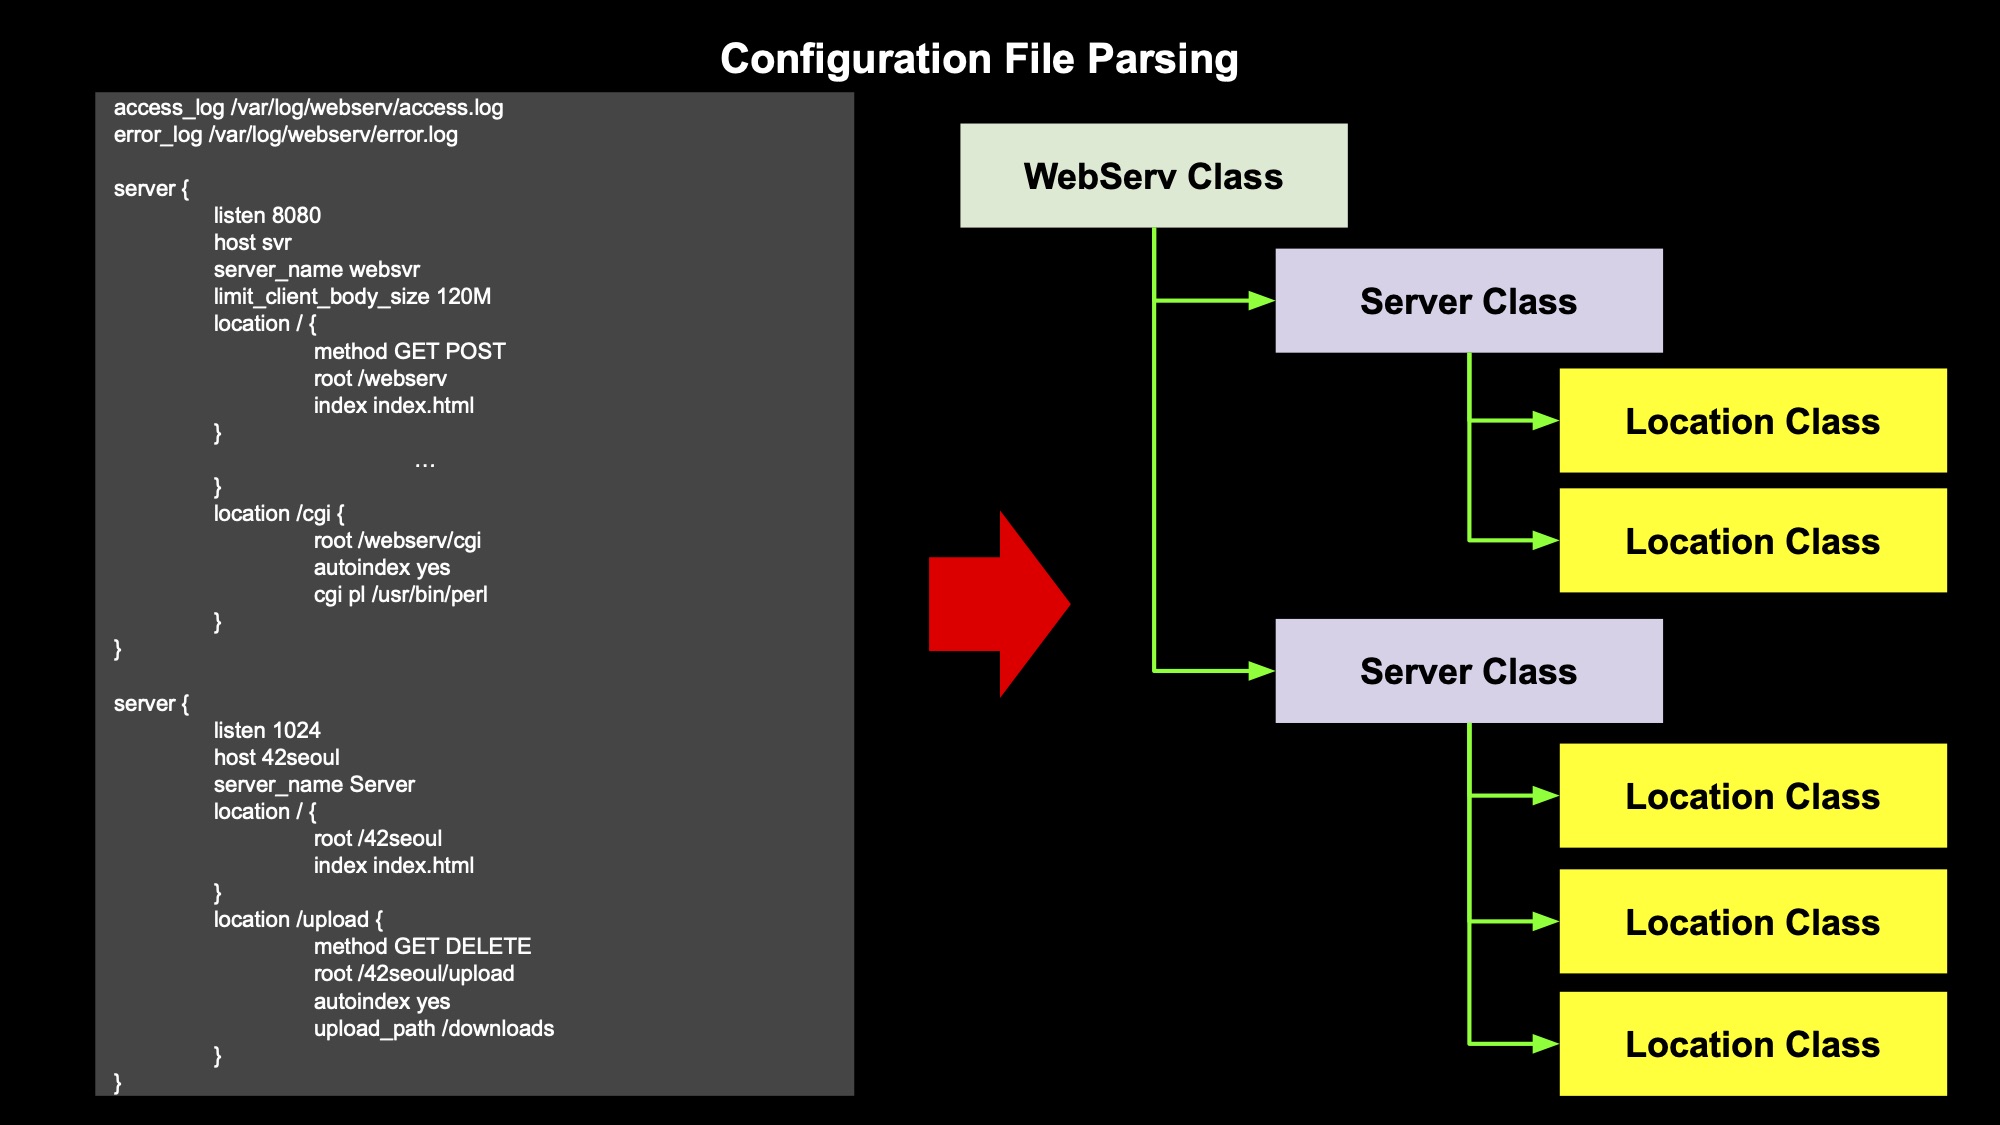 Configuration File Parsing
access_log /var/log/webserv/access.log
error_log /var/log/webserv/error.log
server {
listen 8080
host svr
server_name websvr
limit_client_body_size 120M
location / {
method GET POST
root /webserv
index index.html
}
…
}
location /cgi {
root /webserv/cgi
autoindex yes
cgi pl /usr/bin/perl
}
}
server {
listen 1024
host 42seoul
server_name Server
location / {
root /42seoul
index index.html
}
location /upload {
method GET DELETE
root /42seoul/upload
autoindex yes
upload_path /downloads
}
}
WebServ Class
Server Class
Location Class
Location Class
Server Class
Location Class
Location Class
Location Class